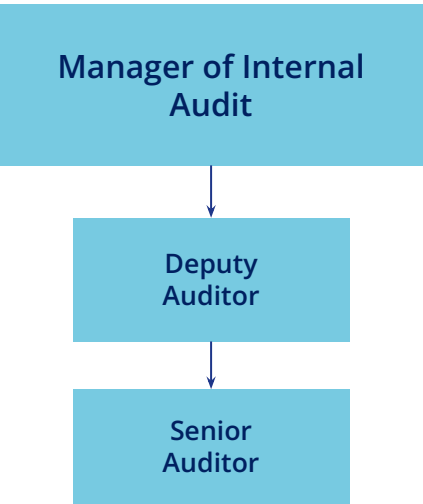 Manager of Internal
Audit
Deputy
Auditor
Senior
Auditor